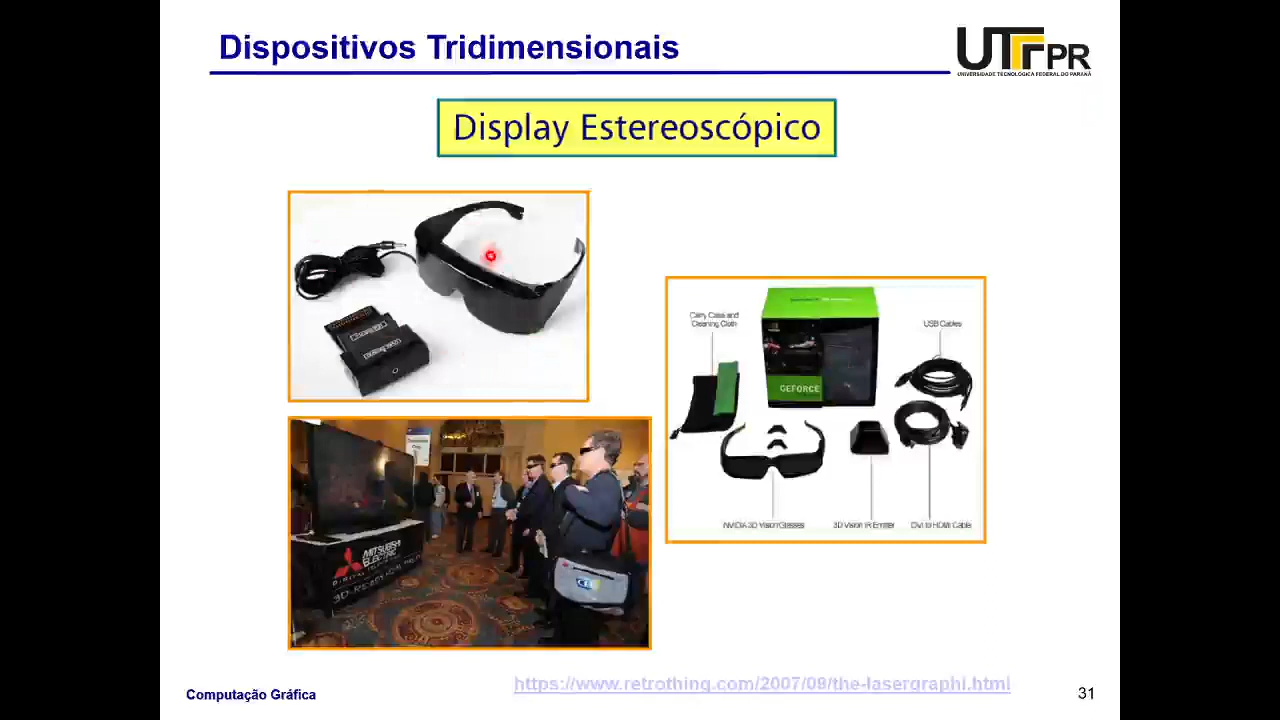 Dispositivos Tridimensionais
UTFPR
UNIVERSIDADE TECNOLÓGICA FEDERAL DO PARANÁ
Display Estereoscópico
Carry Case and
Cleaning Cloth
USB Cables
GEFORCE
NVIDIA 3D Vision Glasses
3D Vision IR Emitter
DVI to HDMI Cable
MITSUBISHI
ELECTRIC
Computação Gráfica
https://www.retrothing.com/2007/09/the-lasergraphi.html
31